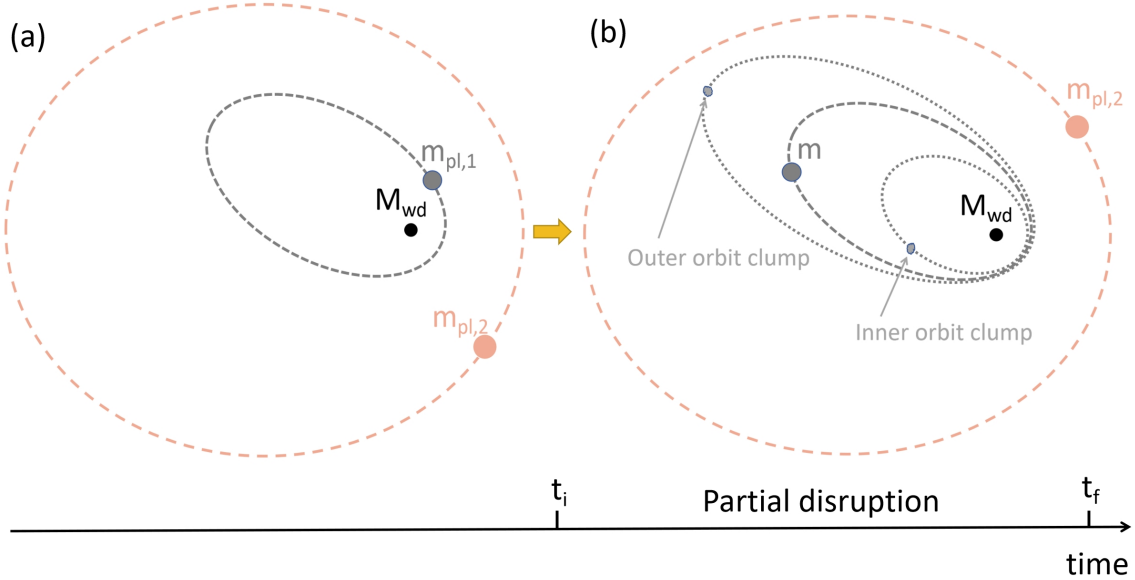 (a)
m_pl,1
M_wd
m_pl,2
(b)
m_pl,2
m
M_wd
Outer orbit clump
Inner orbit clump
t_i
Partial disruption
t_f
time